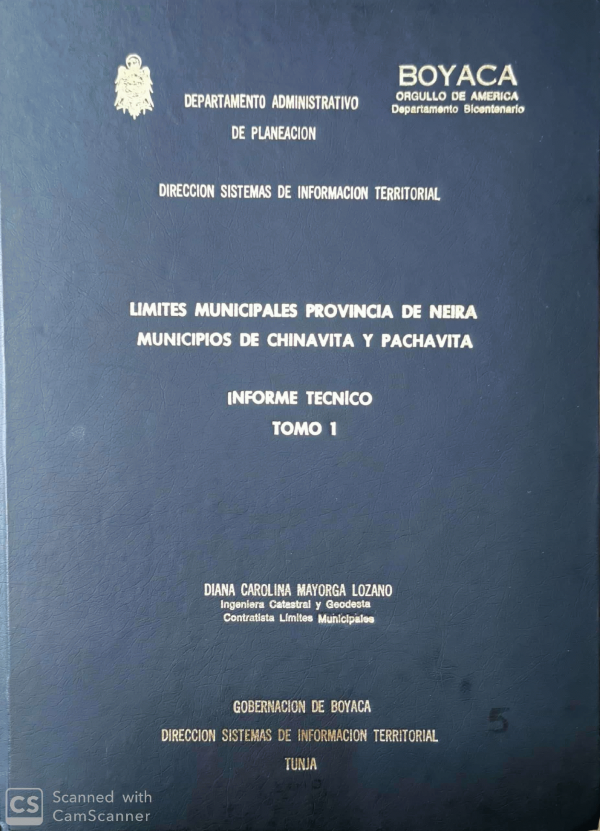 BOYACA
ORGULLO DE AMERICA
Departamento Bicentenario
DEPARTAMENTO ADMINISTRATIVO
DE PLANEACION
DIRECCION SISTEMAS DE INFORMACION TERRITORIAL
LIMITES MUNICIPALES PROVINCIA DE NEIRA
MUNICIPIOS DE CHINAVITA Y PACHAVITA
INFORME TECNICO
TOMO 1
DIANA CAROLINA MAYORGA LOZANO
Ingeniera Catastral y Geodesta
Contratista Límites Municipales
GOBERNACION DE BOYACA
5
DIRECCION SISTEMAS DE INFORMACION TERRITORIAL
TUNJA
CS
Scanned with
CamScanner